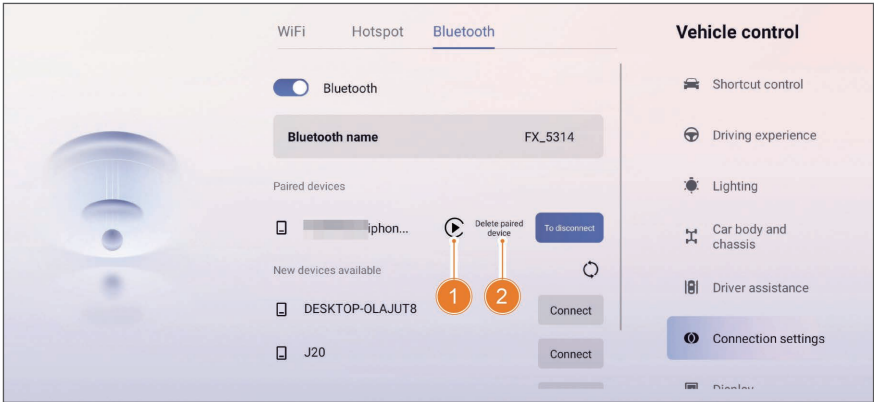 WiFi Hotspot Bluetooth
Bluetooth
Bluetooth name FX_5314
Paired devices
iphon...
Delete paired
device
To disconnect
1 2
New devices available
DESKTOP-OLAJUT8 Connect
J20 Connect
Vehicle control
Shortcut control
Driving experience
Lighting
Car body and
chassis
Driver assistance
Connection settings
Display